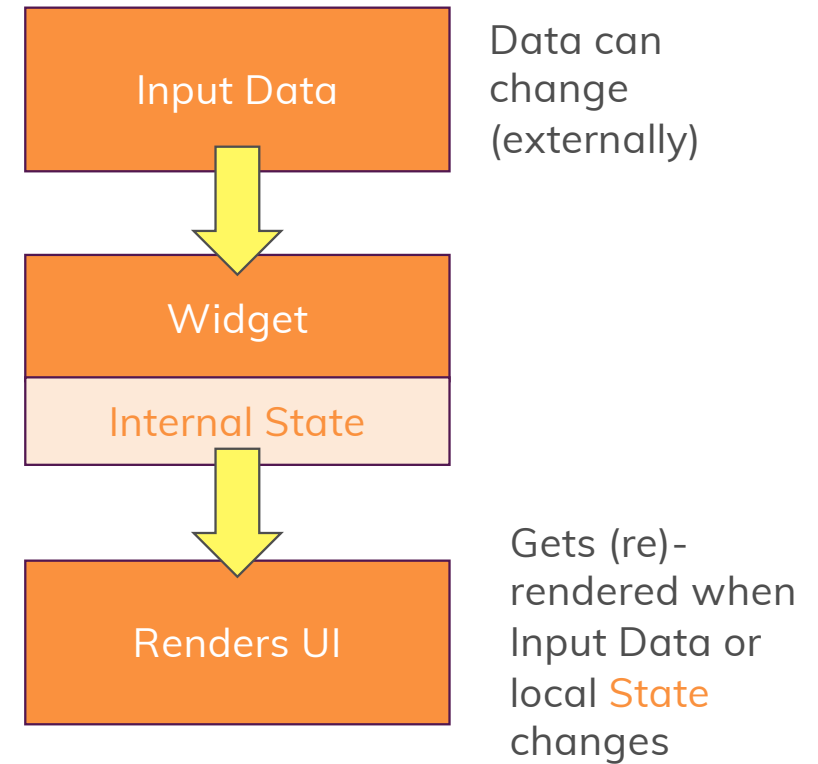 Input Data
Data can
change
(externally)
Widget
Internal State
Renders UI
Gets (re)-
rendered when
Input Data or
local State
changes